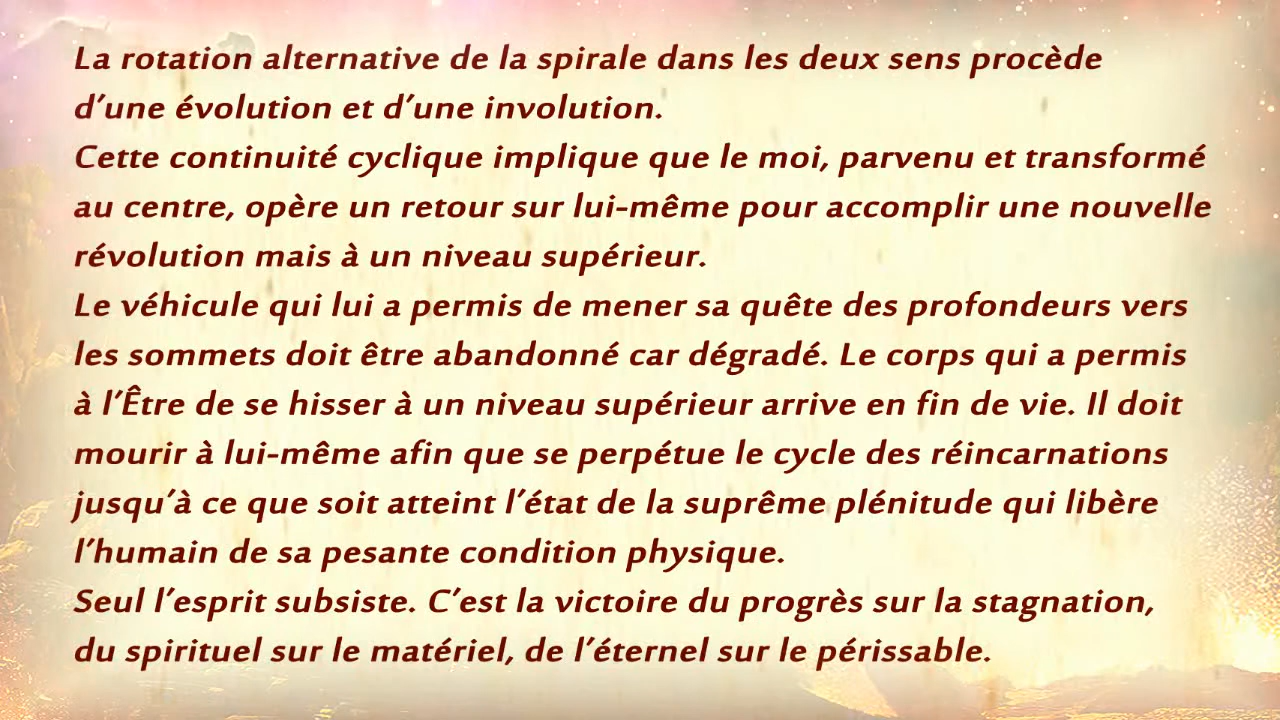 La rotation alternative de la spirale dans les deux sens procède
d’une évolution et d’une involution.
Cette continuité cyclique implique que le moi, parvenu et transformé
au centre, opère un retour sur lui-même pour accomplir une nouvelle
révolution mais à un niveau supérieur.
Le véhicule qui lui a permis de mener sa quête des profondeurs vers
les sommets doit être abandonné car dégradé. Le corps qui a permis
à l’Être de se hisser à un niveau supérieur arrive en fin de vie. Il doit
mourir à lui-même afin que se perpétue le cycle des réincarnations
jusqu’à ce que soit atteint l’état de la suprême plénitude qui libère
l’humain de sa pesante condition physique.
Seul l’esprit subsiste. C’est la victoire du progrès sur la stagnation,
du spirituel sur le matériel, de l’éternel sur le périssable.